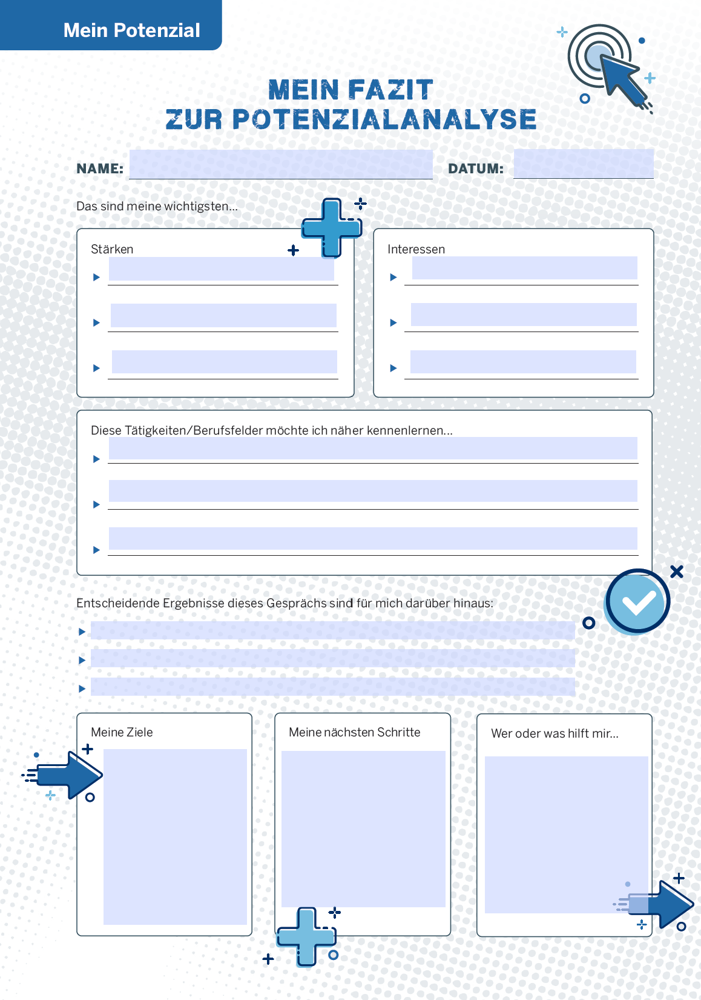 Mein Potenzial
MEIN FAZIT
ZUR POTENZIALANALYSE
NAME:
DATUM:
Das sind meine wichtigsten...
Stärken
Interessen
Diese Tätigkeiten/Berufsfelder möchte ich näher kennenlernen...
Entscheidende Ergebnisse dieses Gesprächs sind für mich darüber hinaus:
Meine Ziele
Meine nächsten Schritte
Wer oder was hilft mir...